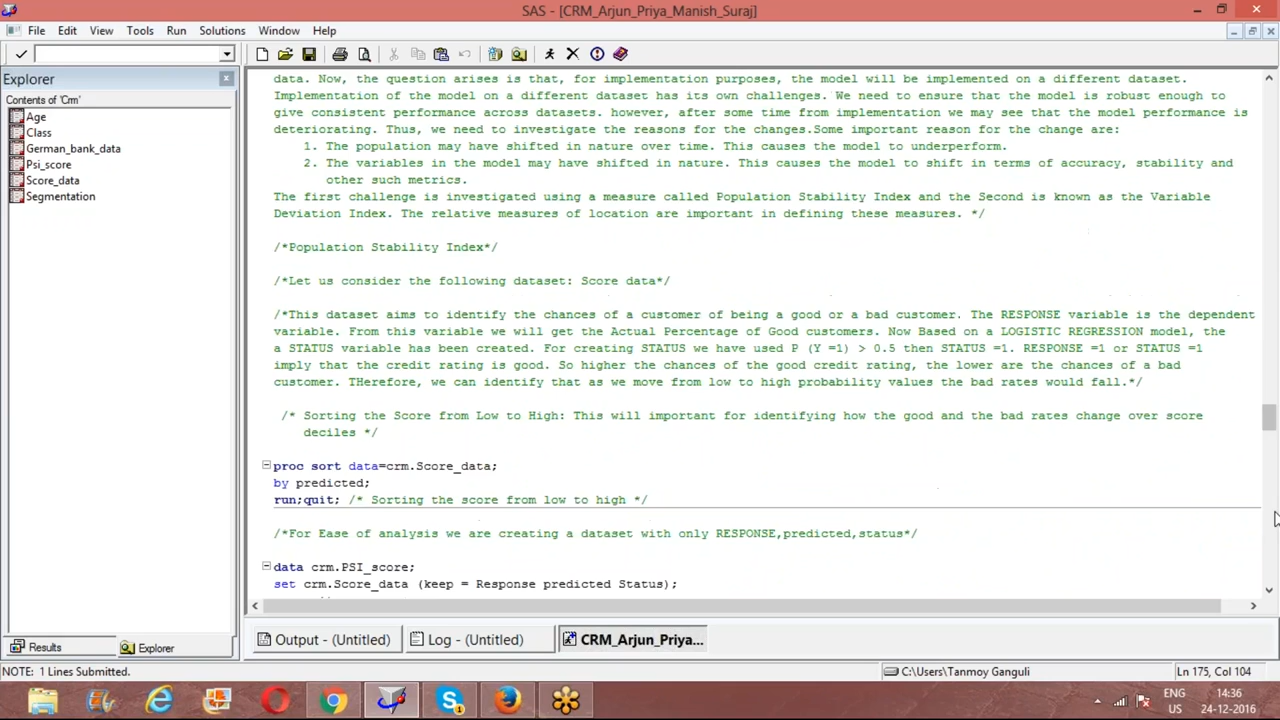 SAS - [CRM_Arjun_Priya_Manish_Suraj]
File Edit View Tools Run Solutions Window Help
Explorer
Contents of 'Crm'
Age
Class
German_bank_data
Psi_score
Score_data
Segmentation
data. Now, the question arises is that, for implementation purposes, the model will be implemented on a different dataset.
Implementation of the model on a different dataset has its own challenges. We need to ensure that the model is robust enough to
give consistent performance across datasets. however, after some time from implementation we may see that the model performance is
deteriorating. Thus, we need to investigate the reasons for the changes.Some important reason for the change are:
1. The population may have shifted in nature over time. This causes the model to underperform.
2. The variables in the model may have shifted in nature. This causes the model to shift in terms of accuracy, stability and
other such metrics.
The first challenge is investigated using a measure called Population Stability Index and the Second is known as the Variable
Deviation Index. The relative measures of location are important in defining these measures. */
/*Population Stability Index*/
/*Let us consider the following dataset: Score data*/
/*This dataset aims to identify the chances of a customer of being a good or a bad customer. The RESPONSE variable is the dependent
variable. From this variable we will get the Actual Percentage of Good customers. Now Based on a LOGISTIC REGRESSION model, the
a STATUS variable has been created. For creating STATUS we have used P (Y =1) > 0.5 then STATUS =1. RESPONSE =1 or STATUS =1
imply that the credit rating is good. So higher the chances of the good credit rating, the lower are the chances of a bad
customer. THerefore, we can identify that as we move from low to high probability values the bad rates would fall.*/
/* Sorting the Score from Low to High: This will important for identifying how the good and the bad rates change over score
deciles */
proc sort data=crm.Score_data;
by predicted;
run;quit; /* Sorting the score from low to high */
/*For Ease of analysis we are creating a dataset with only RESPONSE,predicted,status*/
data crm.PSI_score;
set crm.Score_data (keep = Response predicted Status);
Results
Explorer
Output - (Untitled)
Log - (Untitled)
CRM_Arjun_Priya...
NOTE: 1 Lines Submitted.
C:\Users\Tanmoy Ganguli
Ln 175, Col 104
ENG
US
14:36
24-12-2016